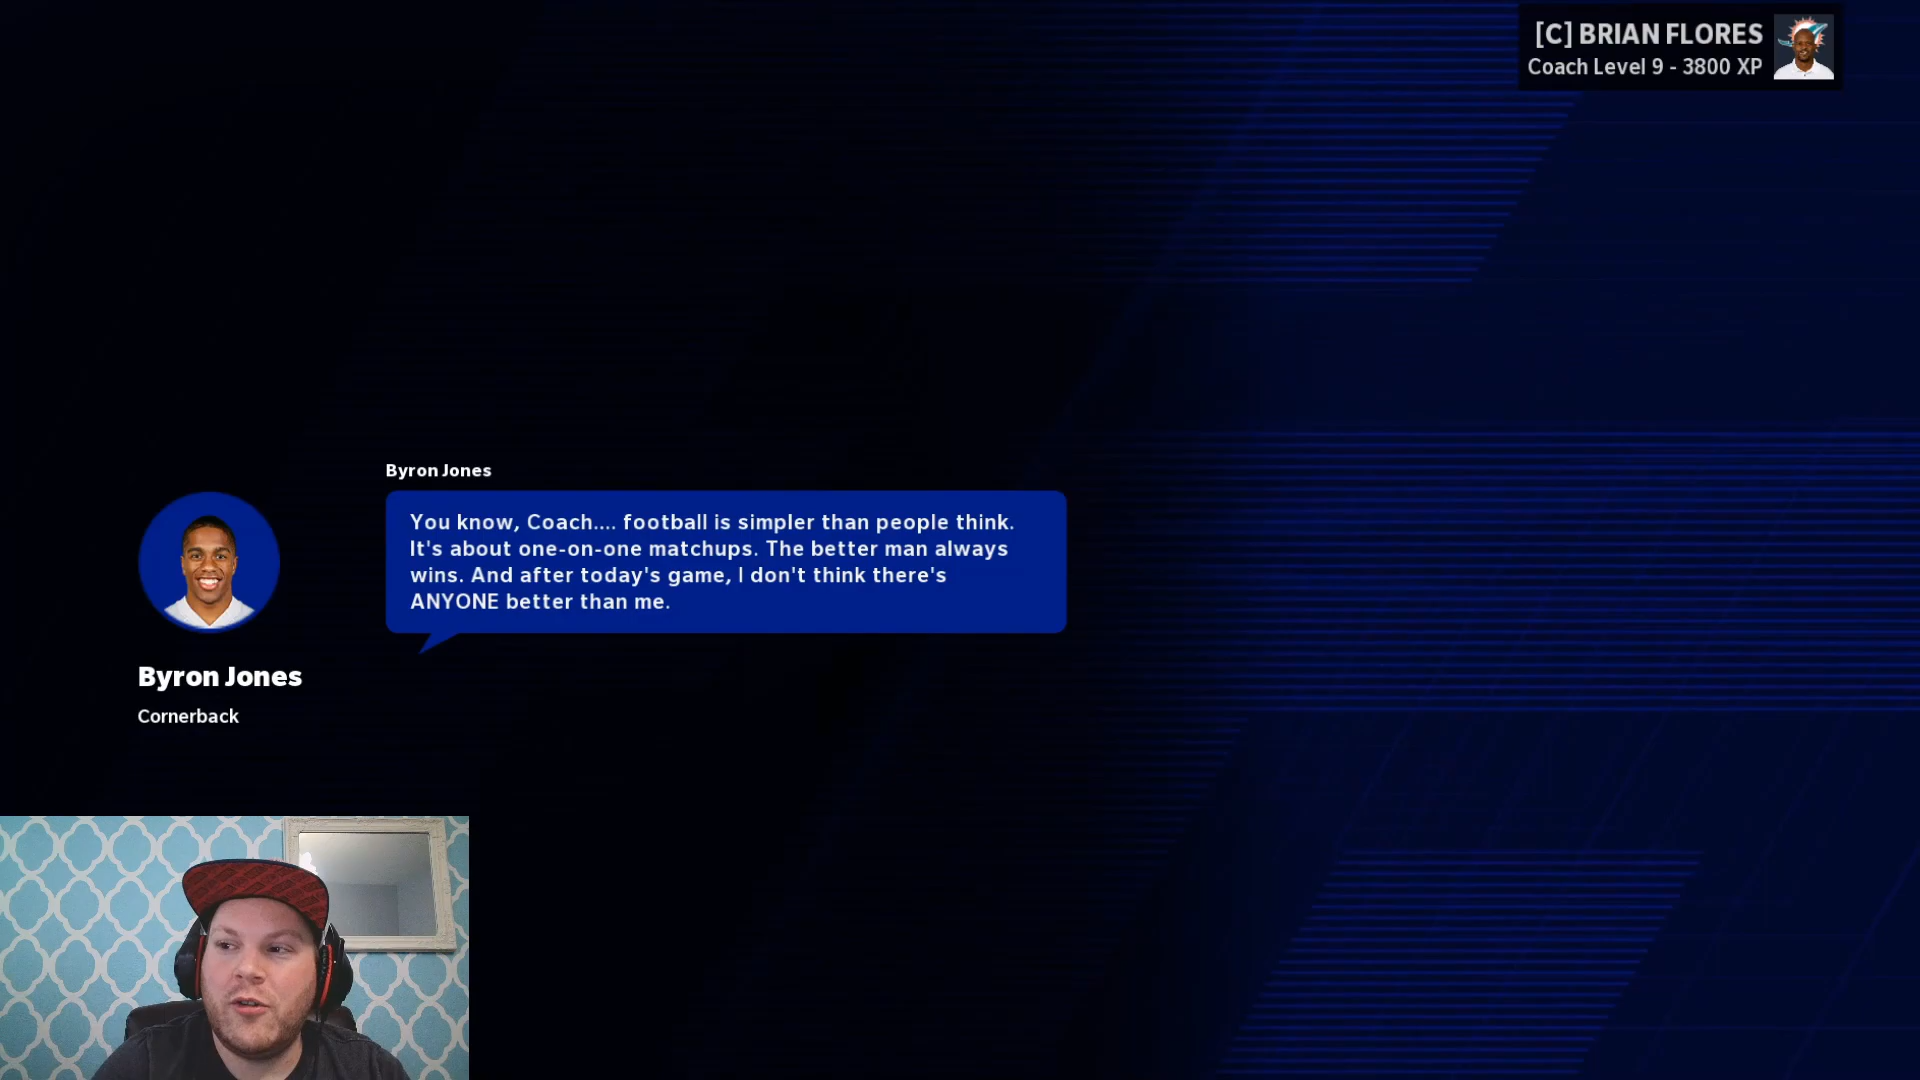 [C] BRIAN FLORES
Coach Level 9 - 3800 XP
Byron Jones
You know, Coach.... football is simpler than people think.
It's about one-on-one matchups. The better man always
wins. And after today's game, I don't think there's
ANYONE better than me.
Byron Jones
Cornerback